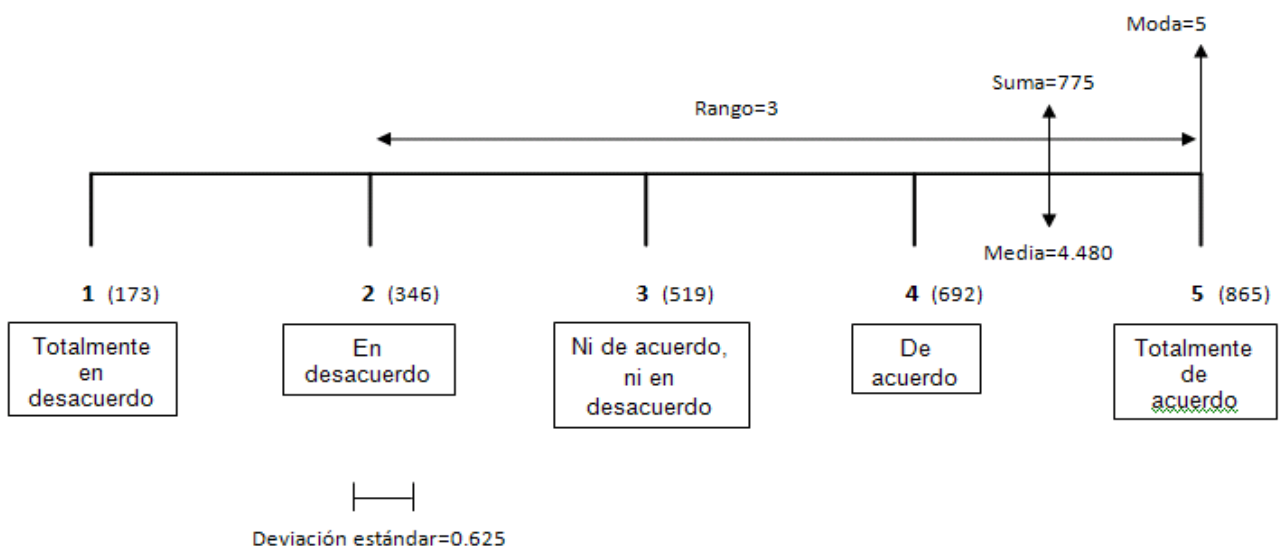 Moda=5
Suma=775
Rango=3
Media=4.480
1 (173)
2 (346)
3 (519)
4 (692)
5 (865)
Totalmente
en
desacuerdo
En
desacuerdo
Ni de acuerdo,
ni en
desacuerdo
De
acuerdo
Totalmente
de
acuerdo
Deviación estándar=0.625